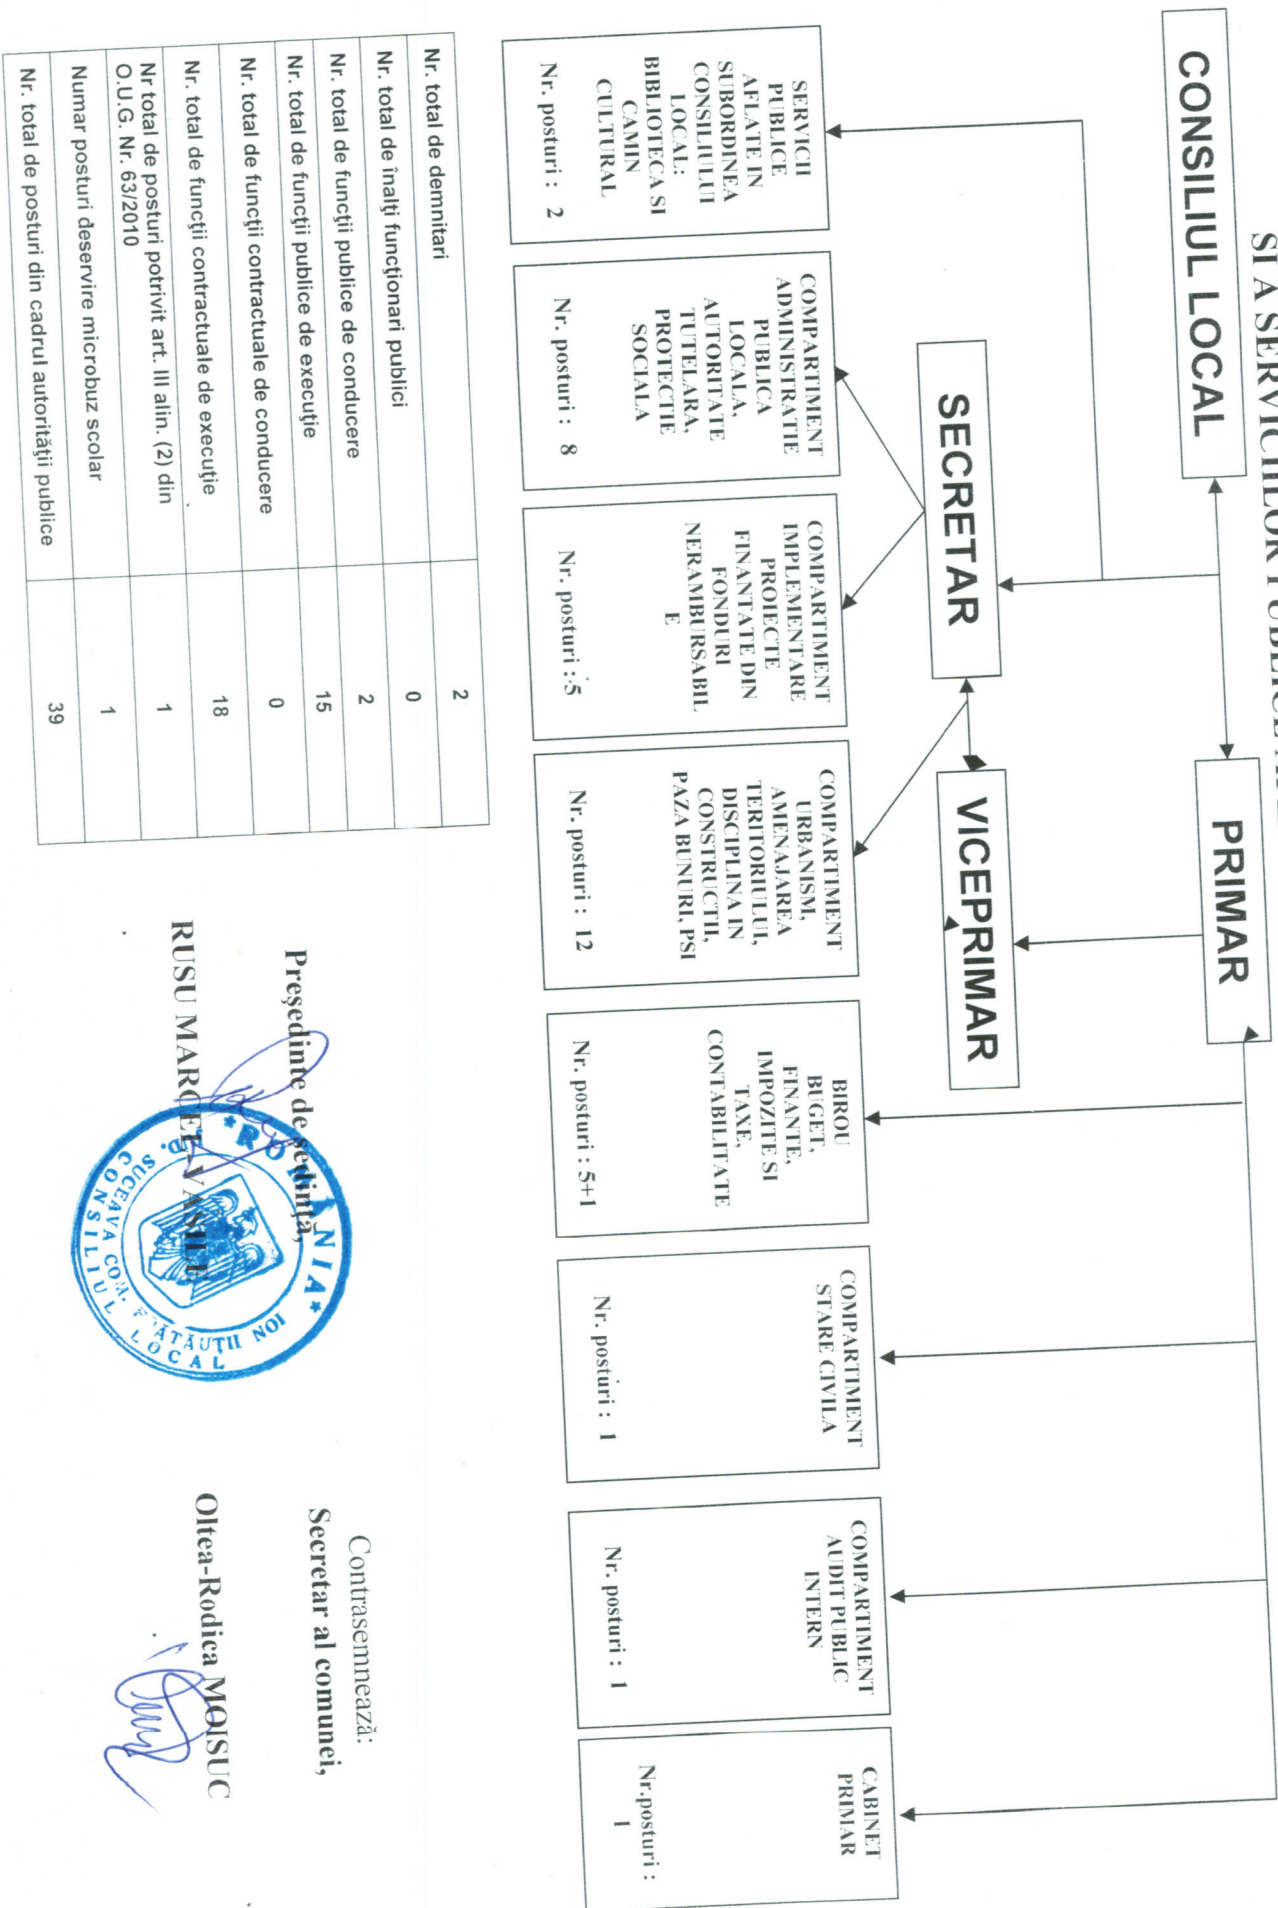 CONSILIUL LOCAL
PRIMAR
SECRETAR
VICEPRIMAR
SERVICII
PUBLICE
AFLATE IN
SUBORDINEA
CONSILIULUI
LOCAL:
BIBLIOTECA SI
CAMIN
CULTURAL
Nr. posturi : 2
COMPARTIMENT
ADMINISTRATIE
PUBLICA
LOCALA,
AUTORITATE
TUTELARA,
PROTECTIE
SOCIALA
Nr. posturi : 8
COMPARTIMENT
IMPLEMENTARE
PROIECTE
FINANTATE DIN
FONDURI
NERAMBURSABIL
E
Nr. posturi :5
COMPARTIMENT
URBANISM,
AMENAJAREA
TERITORIULUI,
DISCIPLINA IN
CONSTRUCTII,
PAZA BUNURI, PSI
Nr. posturi : 12
BIROU
BUGET,
FINANTE,
IMPOZITE SI
TAXE,
CONTABILITATE
Nr. posturi : 5+1
COMPARTIMENT
STARE CIVILA
Nr. posturi : 1
COMPARTIMENT
AUDIT PUBLIC
INTERN
Nr. posturi : 1
CABINET
PRIMAR
Nr.posturi :
1
Nr. total de demnitari 2
Nr. total de înalţi funcţionari publici 0
Nr. total de funcţii publice de conducere 2
Nr. total de funcţii publice de execuţie 15
Nr. total de funcţii contractuale de conducere 0
Nr. total de funcţii contractuale de execuţie 18
Nr total de posturi potrivit art. III alin. (2) din
O.U.G. Nr. 63/2010 1
Numar posturi deservire microbuz scolar 1
Nr. total de posturi din cadrul autorităţii publice 39
Preşedinte de şedinţă,
RUSU MARCEL-VASILE
*ROMÂNIA*
JUD. SUCEAVA COM. FRĂTĂUŢII NOI
CONSILIUL LOCAL
Contrasemnează:
Secretar al comunei,
Oltea-Rodica MOISUC